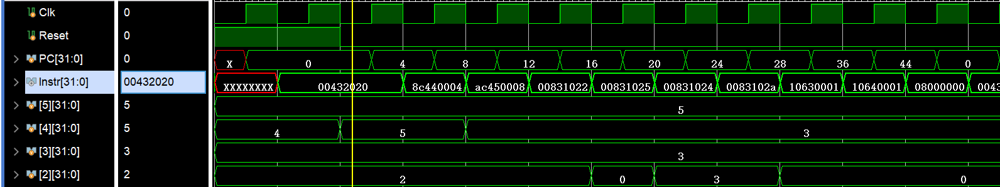 Clk 0
Reset 0
PC[31:0] 0 X 0 4 8 12 16 20 24 28 36 44 0
Instr[31:0] 00432020 XXXXXXXX 00432020 8c440004 ac450008 00831022 00831025 00831024 0083102a 10630001 10640001 08000000 0043
[5][31:0] 5 5
[4][31:0] 5 4 5 3
[3][31:0] 3 3
[2][31:0] 2 2 0 3 0